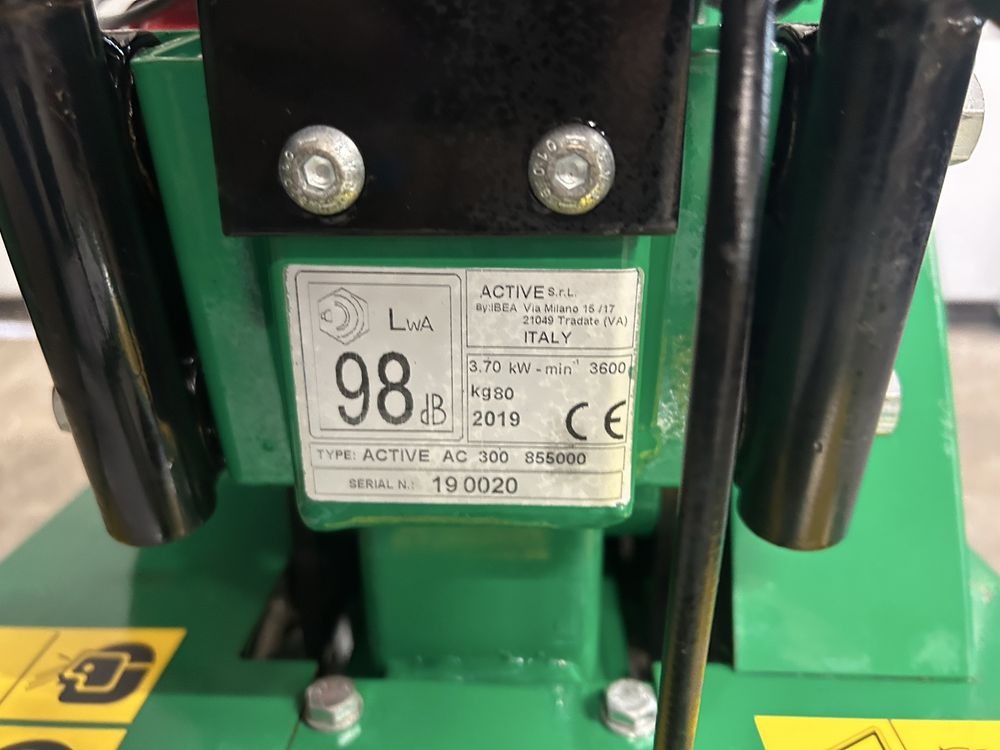 LWA
98 dB
ACTIVE S.r.L.
By:IBEA Via Milano 15 /17
21049 Tradate (VA)
ITALY
3.70 kW - min⁻¹ 3600
kg80
2019 CE
TYPE: ACTIVE AC 300 855000
SERIAL N.: 19 0020